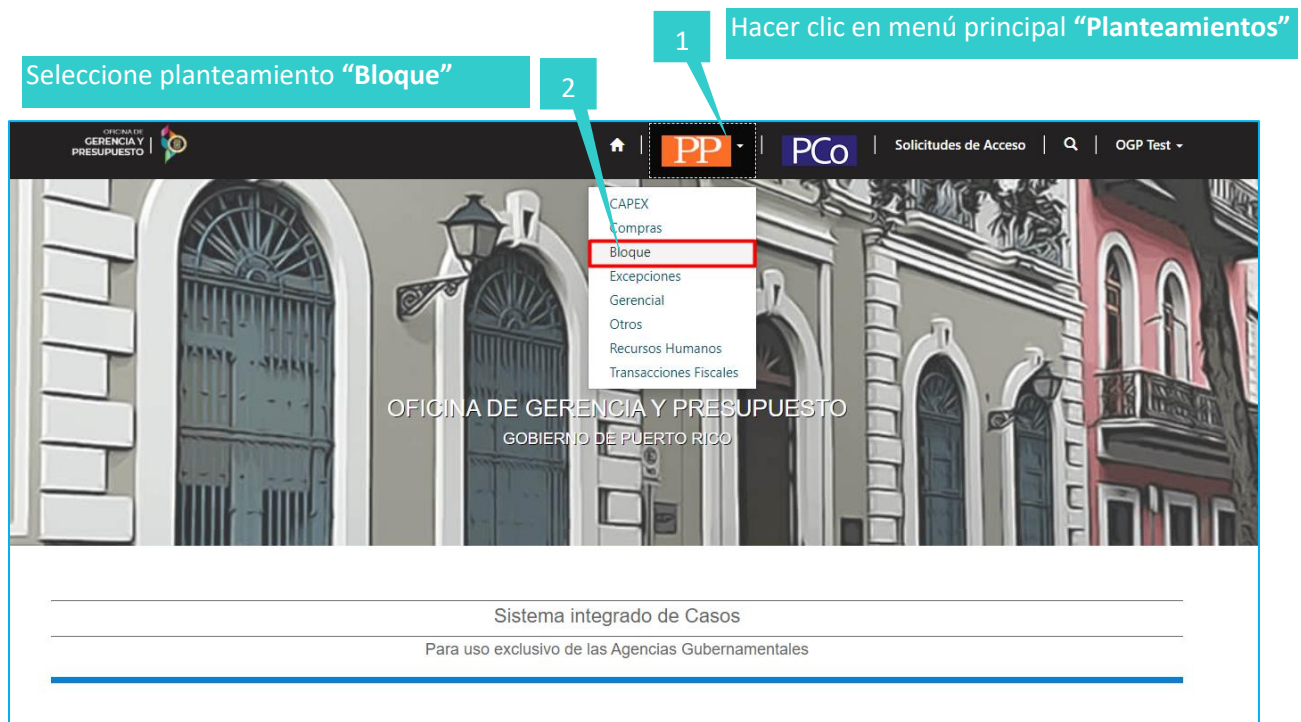 Hacer clic en menú principal “Planteamientos”
1
Seleccione planteamiento “Bloque”
2
OFICINA DE
GERENCIA Y
PRESUPUESTO
PP
PCo
Solicitudes de Acceso
OGP Test
CAPEX
Compras
Bloque
Excepciones
Gerencial
Otros
Recursos Humanos
Transacciones Fiscales
OFICINA DE GERENCIA Y PRESUPUESTO
GOBIERNO DE PUERTO RICO
Sistema integrado de Casos
Para uso exclusivo de las Agencias Gubernamentales